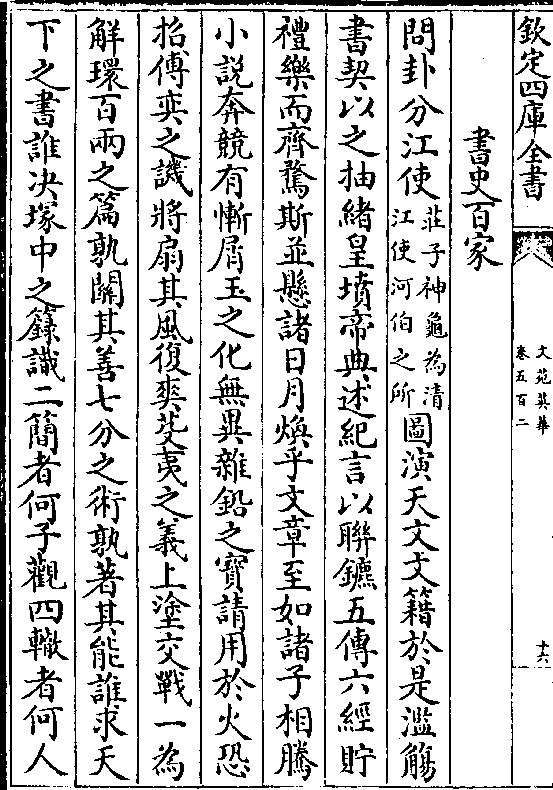 欽定四庫全書
文苑英華
卷五百二
十六
書史百家
問卦分江使
莊子神龜為清
江使河伯之所
圖演天文文籍於是濫觴
書契以之抽緒皇墳帝典述紀言以聯鑣五傳六經貯
禮樂而齊騖斯並懸諸日月煥乎文章至如諸子相騰
小說奔競有慚屑玉之化無異雜鉛之寳請用於火恐
招傅奕之譏將扇其風復爽芟夷之義上塗交戰一為
解環百兩之篇孰關其善七分之術孰著其能誰求天
下之書誰决塚中之籙識二簡者何子觀四轍者何人